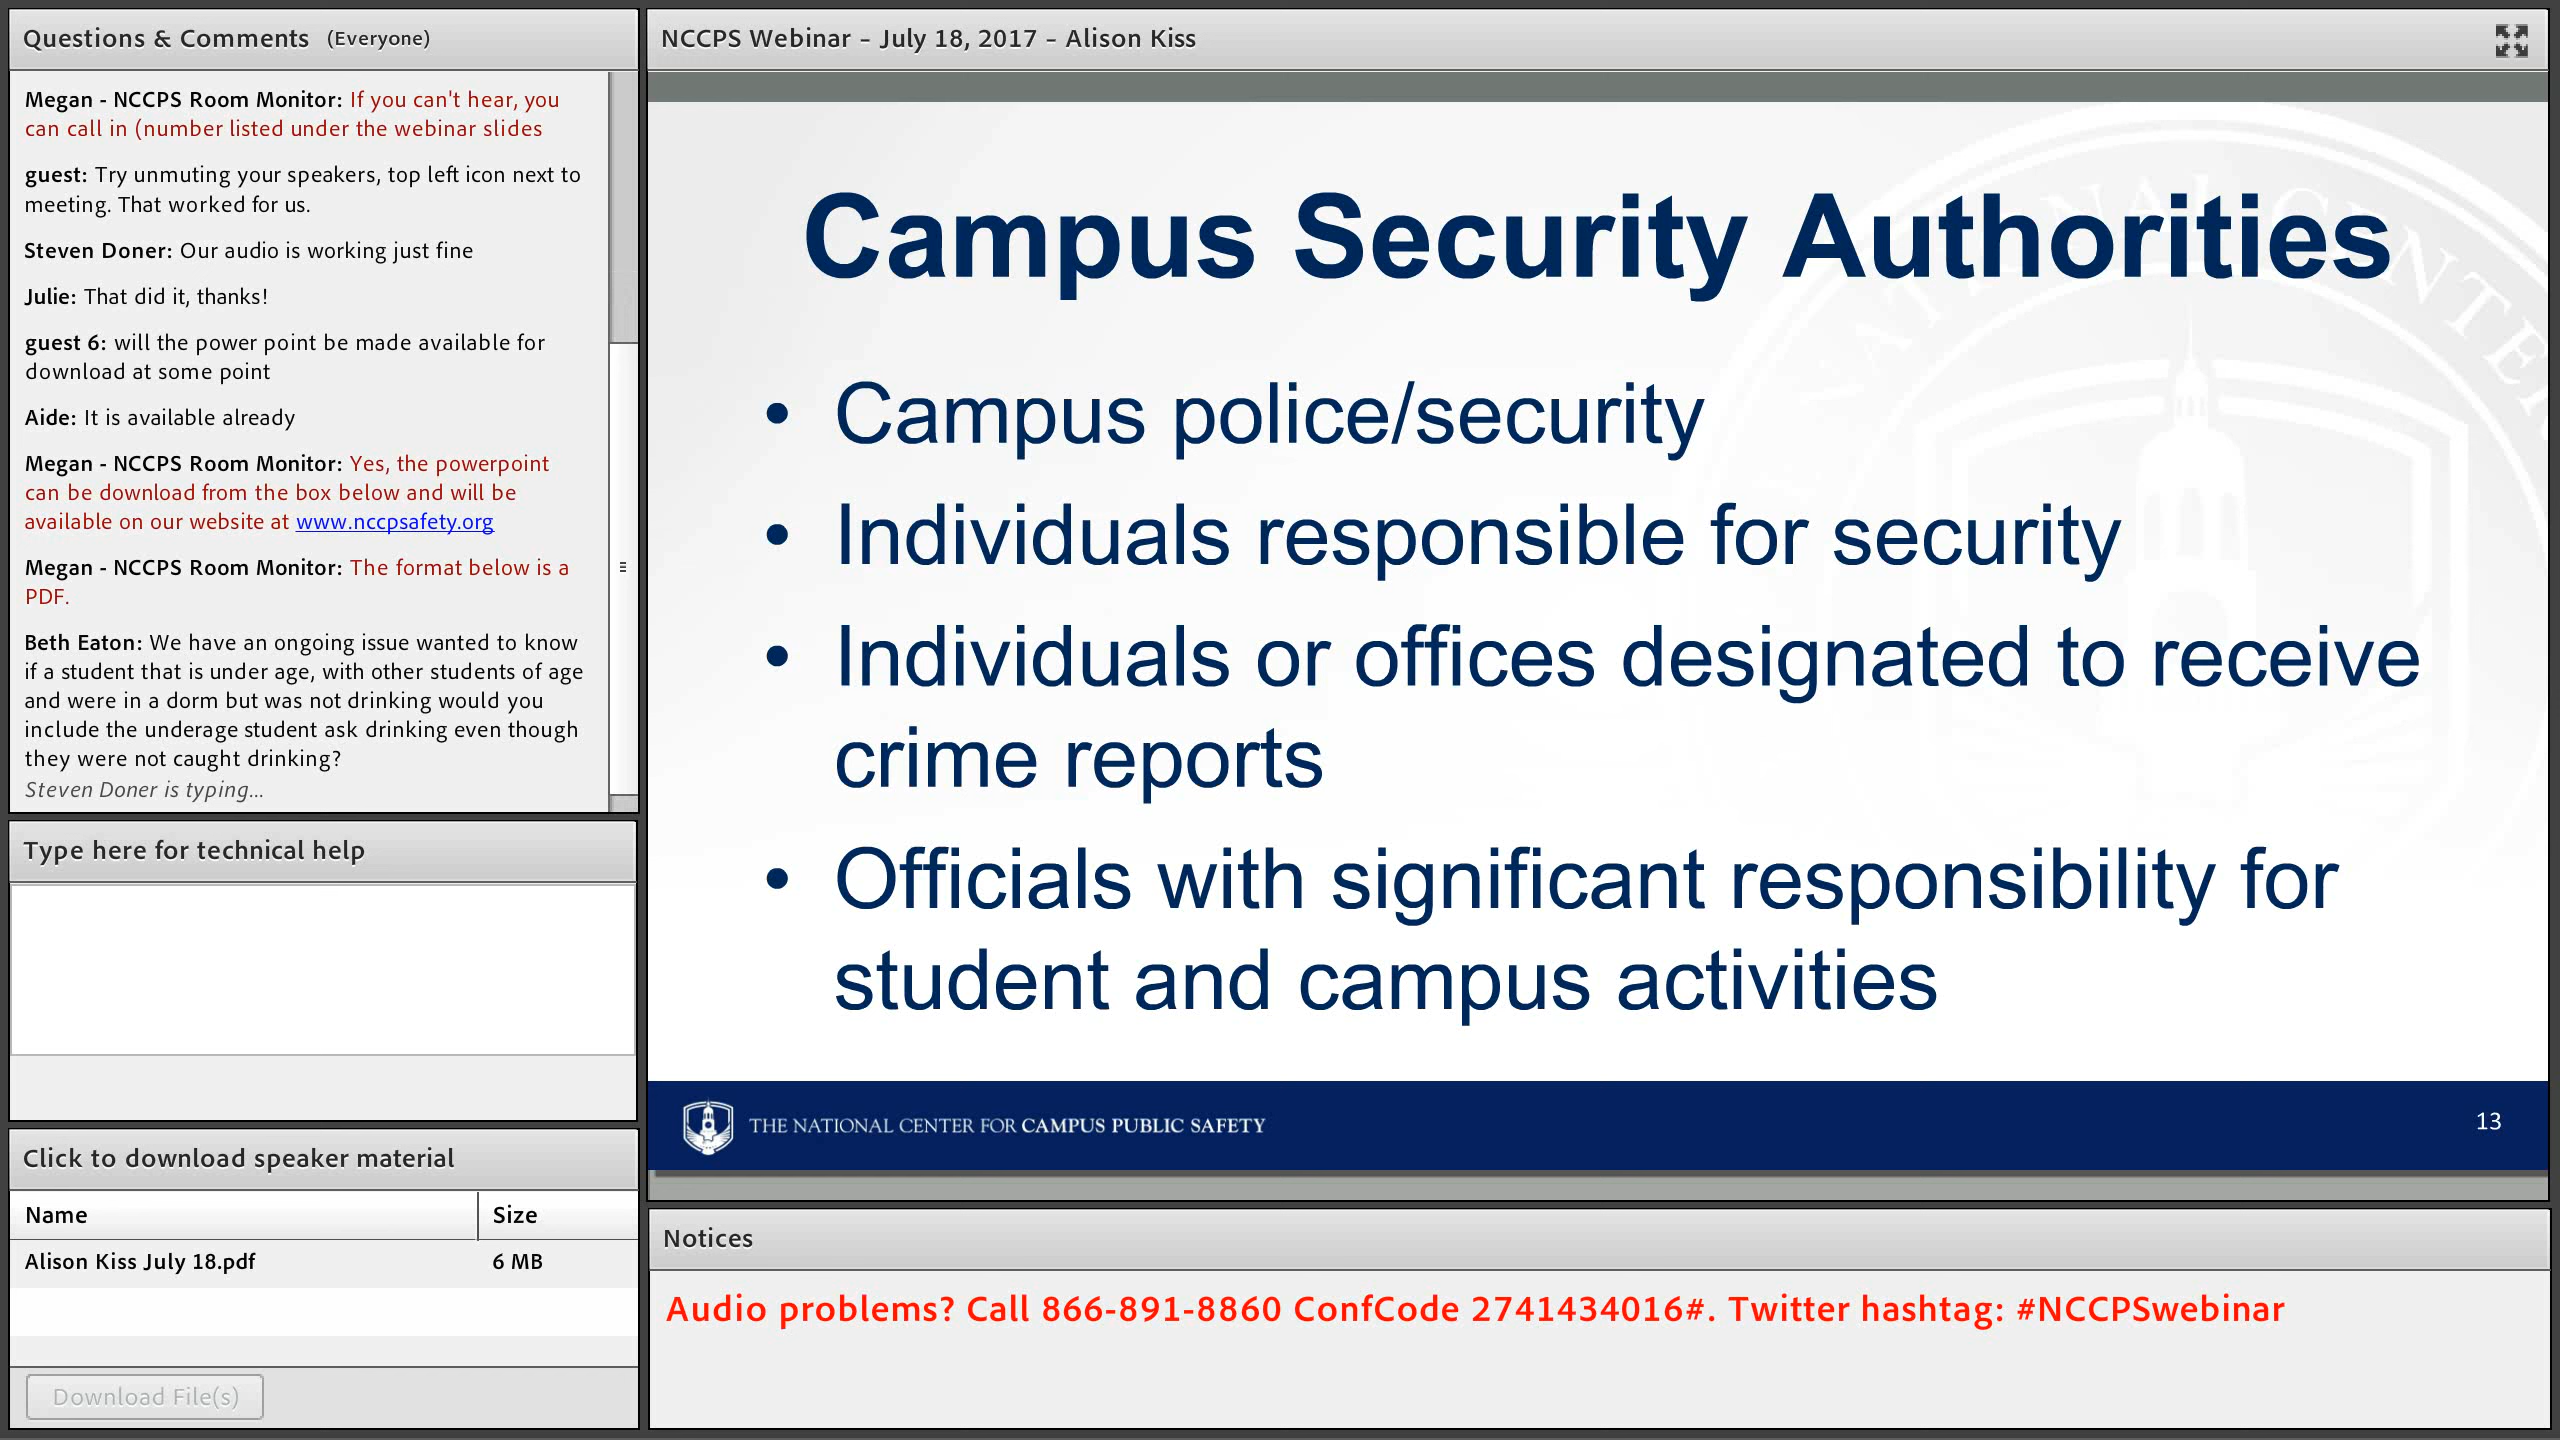 Questions & Comments (Everyone)
Megan - NCCPS Room Monitor: If you can't hear, you
can call in (number listed under the webinar slides
guest: Try unmuting your speakers, top left icon next to
meeting. That worked for us.
Steven Doner: Our audio is working just fine
Julie: That did it, thanks!
guest 6: will the power point be made available for
download at some point
Aide: It is available already
Megan - NCCPS Room Monitor: Yes, the powerpoint
can be download from the box below and will be
available on our website at www.nccpsafety.org
Megan - NCCPS Room Monitor: The format below is a
PDF.
Beth Eaton: We have an ongoing issue wanted to know
if a student that is under age, with other students of age
and were in a dorm but was not drinking would you
include the underage student ask drinking even though
they were not caught drinking?
Steven Doner is typing...
Type here for technical help
Click to download speaker material
Name Size
Alison Kiss July 18.pdf 6 MB
Download File(s)
NCCPS Webinar - July 18, 2017 - Alison Kiss
NATIONAL CENTER
Campus Security Authorities
• Campus police/security
• Individuals responsible for security
• Individuals or offices designated to receive
crime reports
• Officials with significant responsibility for
student and campus activities
THE NATIONAL CENTER FOR CAMPUS PUBLIC SAFETY
13
Notices
Audio problems? Call 866-891-8860 ConfCode 2741434016#. Twitter hashtag: #NCCPSwebinar